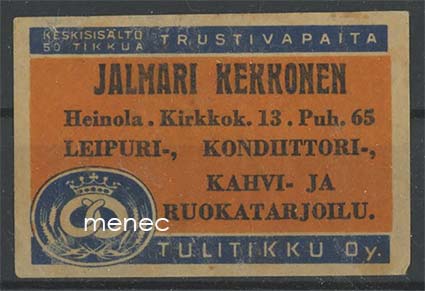 KESKISISÄLTÖ
50 TIKKUA
TRUSTIVAPAITA
JALMARI KEKKONEN
Heinola. Kirkkok. 13. Puh. 65
LEIPURI-, KONDIITTORI-,
KAHVI- JA
RUOKATARJOILU.
menec
TULITIKKU Oy.